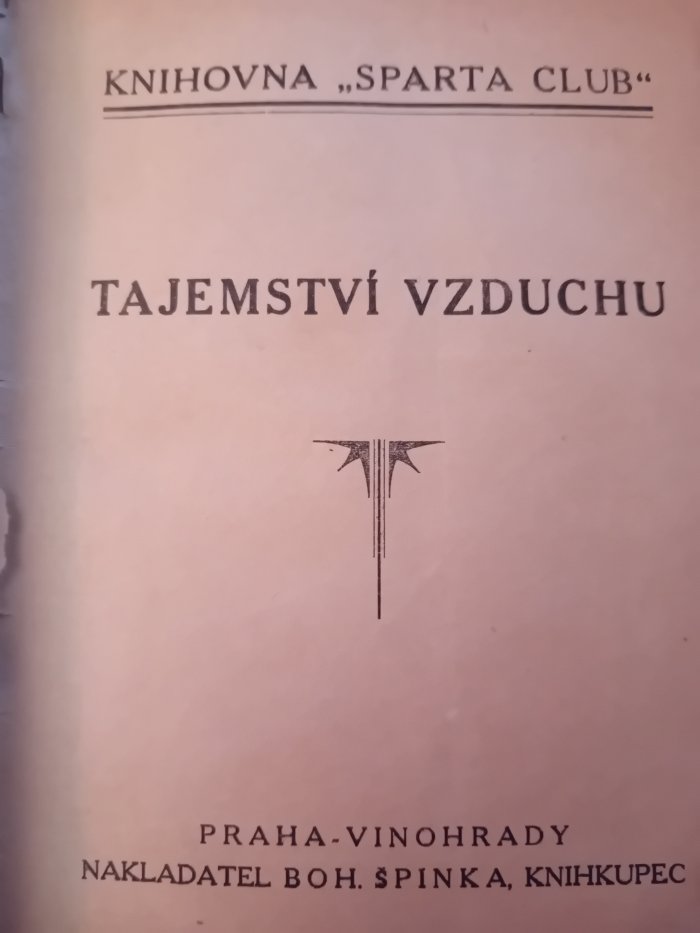 KNIHOVNA „SPARTA CLUB“
TAJEMSTVÍ VZDUCHU
PRAHA-VINOHRADY
NAKLADATEL BOH. ŠPINKA, KNIHKUPEC